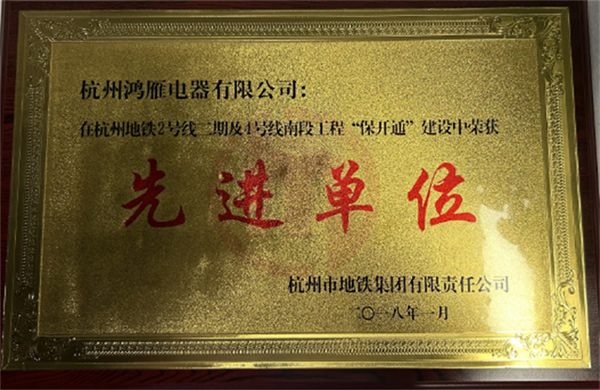 杭州鸿雁电器有限公司：
在杭州地铁2号线二期及4号线南段工程“保开通”建设中荣获
先进单位
杭州市地铁集团有限责任公司
二〇一八年一月